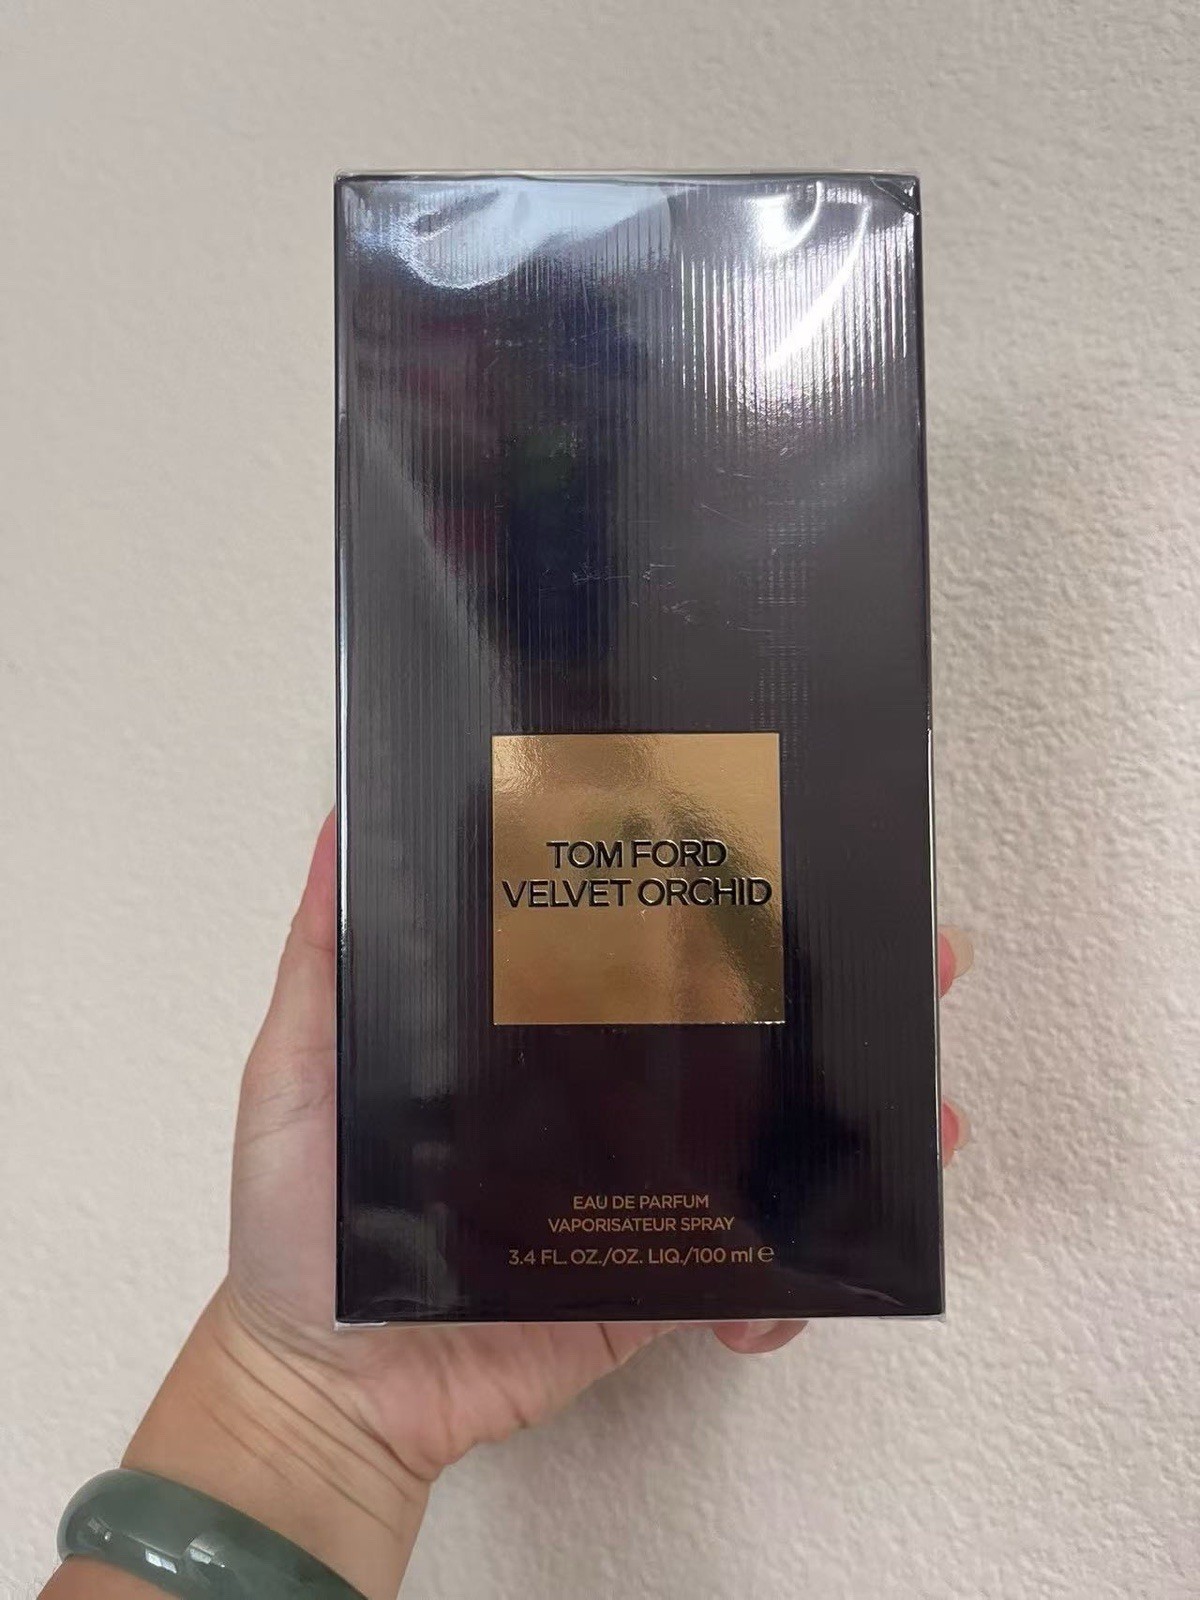 TOM FORD
VELVET ORCHID
EAU DE PARFUM
VAPORISATEUR SPRAY
3.4 FL. OZ./OZ. LIQ./100 ml ℮